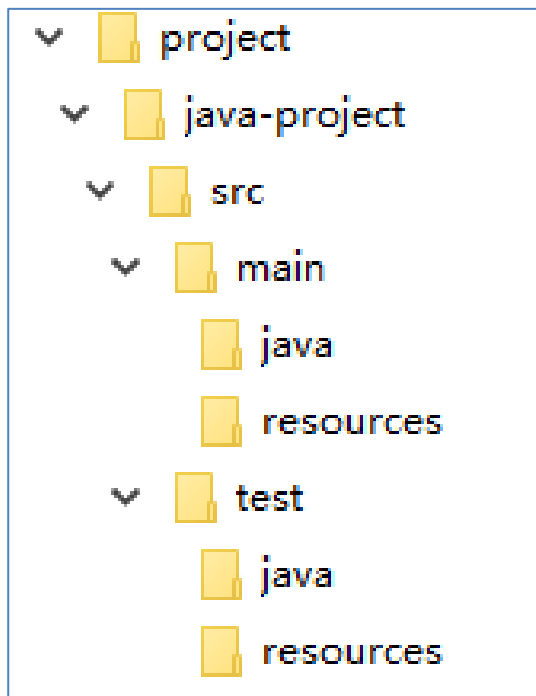 project
java-project
src
main
java
resources
test
java
resources